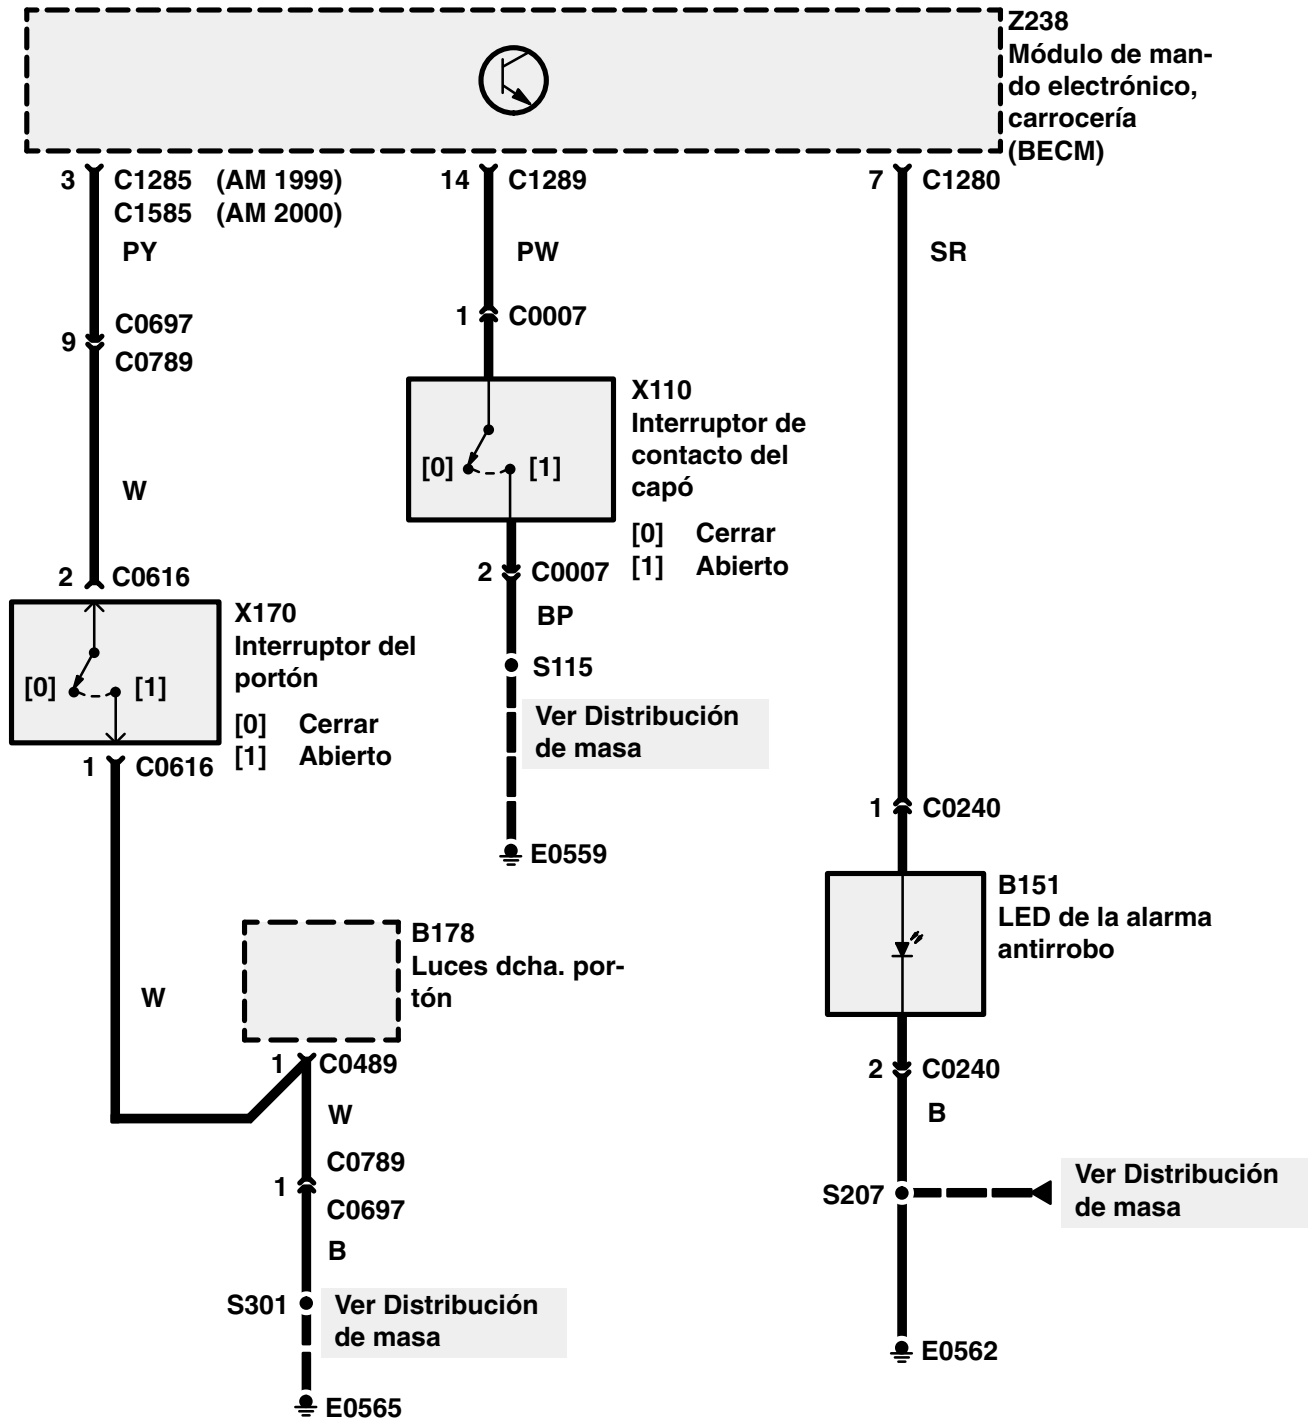 Z238
Módulo de man-
do electrónico,
carrocería
(BECM)
3 C1285 (AM 1999)
C1585 (AM 2000)
14 C1289
7 C1280
PY
PW
SR
1 C0007
9 C0697
C0789
X110
Interruptor de
contacto del
capó
[0] Cerrar
[1] Abierto
[0] [1]
W
2 C0616
2 C0007
BP
X170
Interruptor del
portón
[0] Cerrar
[1] Abierto
[0] [1]
S115
Ver Distribución
de masa
1 C0616
1 C0240
E0559
B151
LED de la alarma
antirrobo
B178
Luces dcha. por-
tón
W
1 C0489
2 C0240
W
B
C0789
1
C0697
S207
Ver Distribución
de masa
B
S301
Ver Distribución
de masa
E0562
E0565